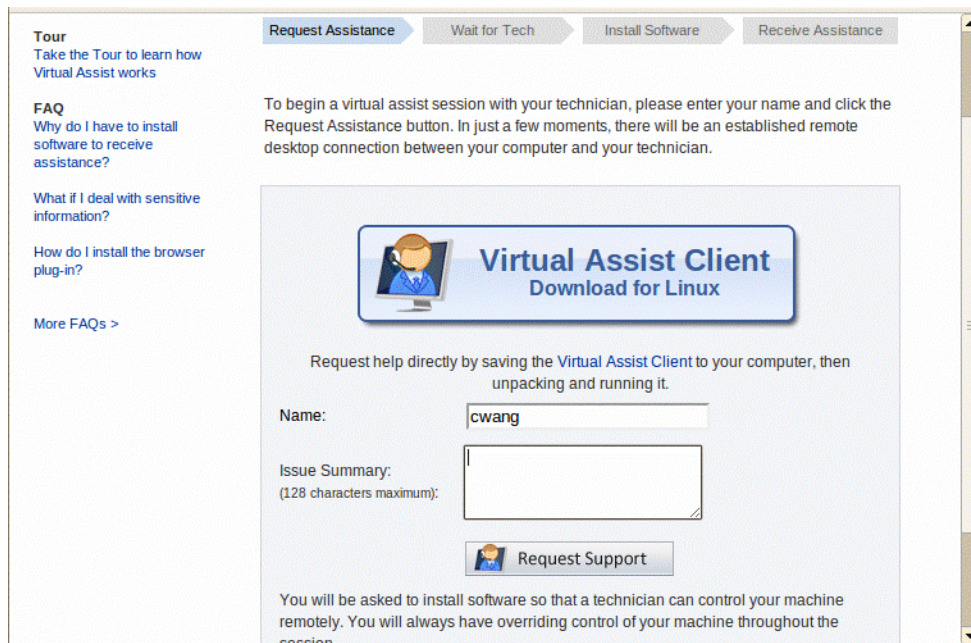 Tour
Take the Tour to learn how
Virtual Assist works
FAQ
Why do I have to install
software to receive
assistance?
What if I deal with sensitive
information?
How do I install the browser
plug-in?
More FAQs >
Request Assistance
Wait for Tech
Install Software
Receive Assistance
To begin a virtual assist session with your technician, please enter your name and click the
Request Assistance button. In just a few moments, there will be an established remote
desktop connection between your computer and your technician.
Virtual Assist Client
Download for Linux
Request help directly by saving the Virtual Assist Client to your computer, then
unpacking and running it.
Name:
cwang
Issue Summary:
(128 characters maximum):
Request Support
You will be asked to install software so that a technician can control your machine
remotely. You will always have overriding control of your machine throughout the
session